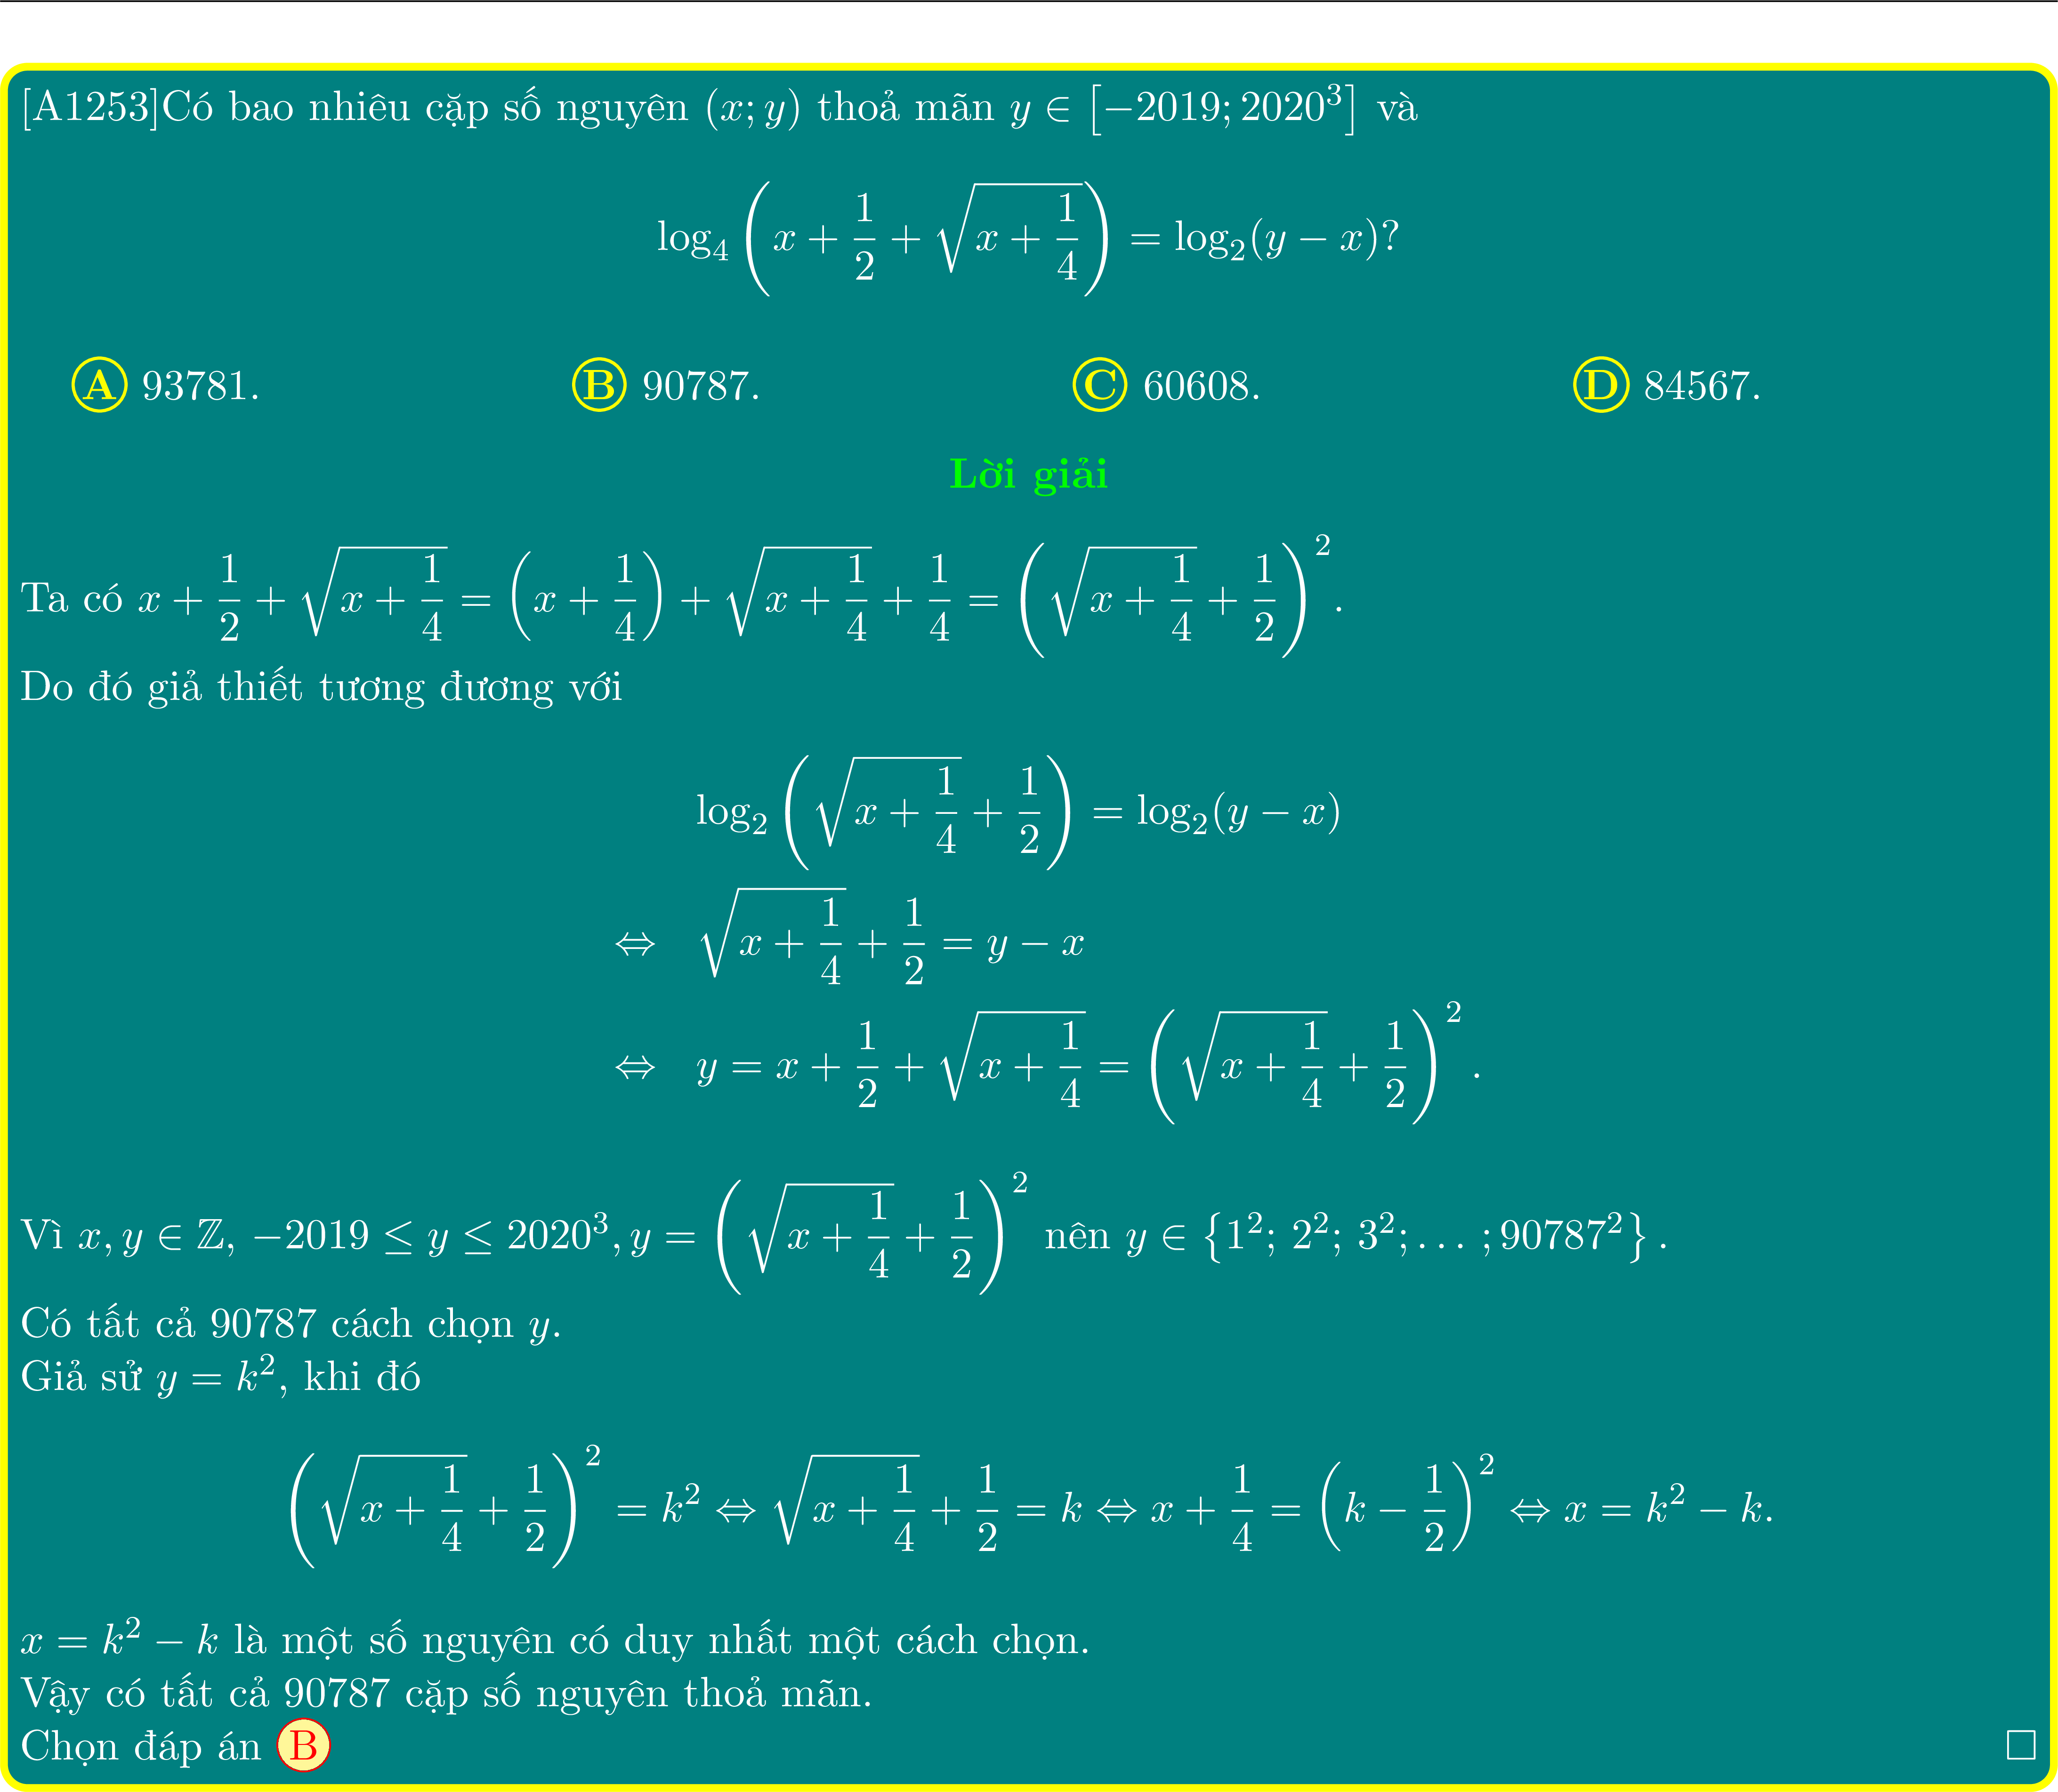 [A1253]Có bao nhiêu cặp số nguyên $(x; y)$ thoả mãn $y \in \left[-2019; 2020^3\right]$ và
$\log_4 \left(x + \frac{1}{2} + \sqrt{x + \frac{1}{4}}\right) = \log_2(y - x)?$
Ⓐ 93781. Ⓑ 90787. Ⓒ 60608. Ⓓ 84567.
Lời giải
Ta có $x + \frac{1}{2} + \sqrt{x + \frac{1}{4}} = \left(x + \frac{1}{4}\right) + \sqrt{x + \frac{1}{4}} + \frac{1}{4} = \left(\sqrt{x + \frac{1}{4}} + \frac{1}{2}\right)^2.$
Do đó giả thiết tương đương với
$\log_2 \left(\sqrt{x + \frac{1}{4}} + \frac{1}{2}\right) = \log_2(y - x)$
$\Leftrightarrow \sqrt{x + \frac{1}{4}} + \frac{1}{2} = y - x$
$\Leftrightarrow y = x + \frac{1}{2} + \sqrt{x + \frac{1}{4}} = \left(\sqrt{x + \frac{1}{4}} + \frac{1}{2}\right)^2.$
Vì $x, y \in \mathbb{Z}, -2019 \leq y \leq 2020^3, y = \left(\sqrt{x + \frac{1}{4}} + \frac{1}{2}\right)^2$ nên $y \in \left\{1^2; 2^2; 3^2; \ldots ; 90787^2\right\}.$
Có tất cả 90787 cách chọn $y$.
Giả sử $y = k^2$, khi đó
$\left(\sqrt{x + \frac{1}{4}} + \frac{1}{2}\right)^2 = k^2 \Leftrightarrow \sqrt{x + \frac{1}{4}} + \frac{1}{2} = k \Leftrightarrow x + \frac{1}{4} = \left(k - \frac{1}{2}\right)^2 \Leftrightarrow x = k^2 - k.$
$x = k^2 - k$ là một số nguyên có duy nhất một cách chọn.
Vậy có tất cả 90787 cặp số nguyên thoả mãn.
Chọn đáp án Ⓑ □